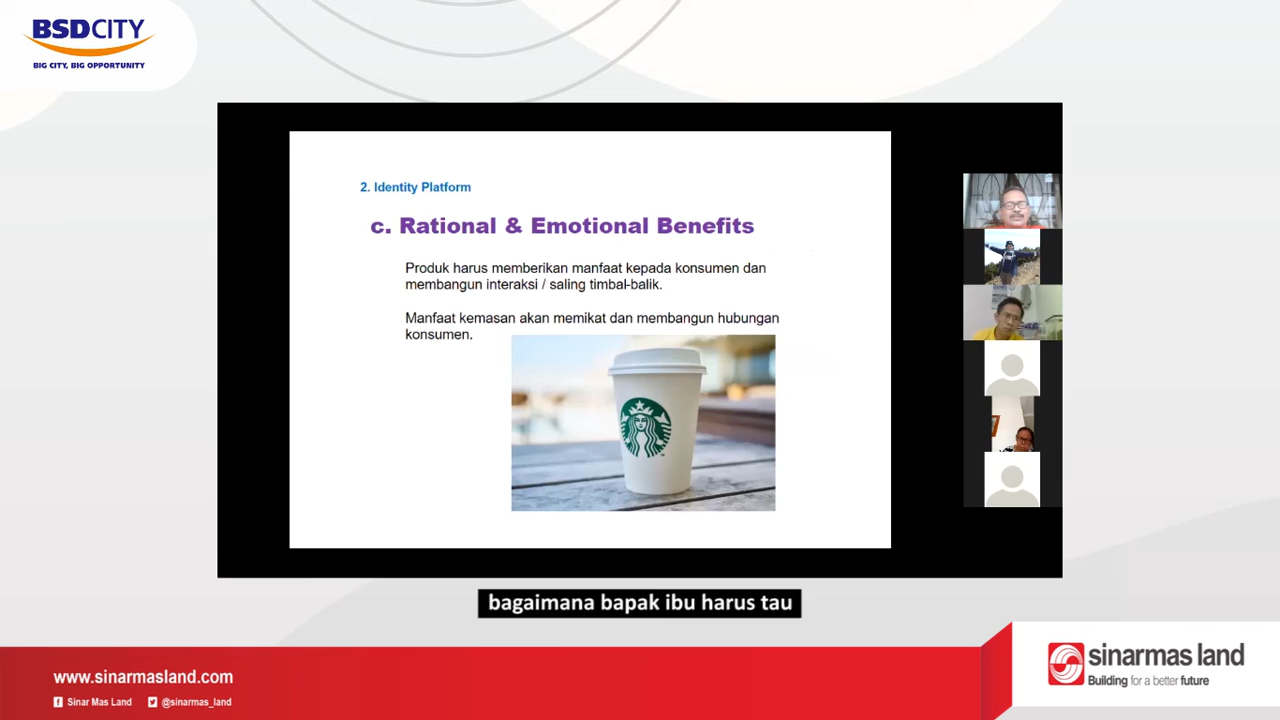 BSDCITY
BIG CITY, BIG OPPORTUNITY
2. Identity Platform
c. Rational & Emotional Benefits
Produk harus memberikan manfaat kepada konsumen dan
membangun interaksi / saling timbal-balik.
Manfaat kemasan akan memikat dan membangun hubungan
konsumen.
bagaimana bapak ibu harus tau
www.sinarmasland.com
Sinar Mas Land
@sinarmas_land
sinarmas land
Building for a better future